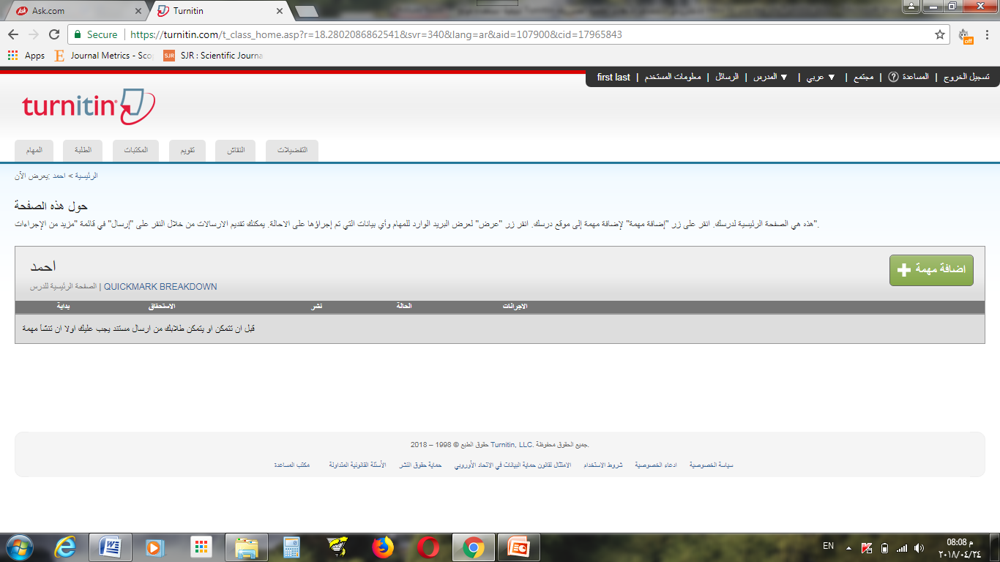 Ask.com
Turnitin
Secure
https://turnitin.com/t_class_home.asp?r=18.2802086862541&svr=340&lang=ar&aid=107900&cid=17965843
off
Apps
Journal Metrics - Sco
SJR
SJR : Scientific Journa
first last | معلومات المستخدم | الرسائل | المدرس ▼ | عربي ▼ | مجتمع | ? المساعدة | تسجيل الخروج
turnitin
المهام
الطلبة
المكتبات
تقويم
النقاش
التفضيلات
يعرض الآن: احمد > الرئيسية
حول هذه الصفحة
هذه هي الصفحة الرئيسية لدرسك. انقر على زر "إضافة مهمة" لإضافة مهمة إلى موقع درسك. انقر زر "عرض" لعرض البريد الوارد للمهام وأي بيانات التي تم إجراؤها على الاحالة. يمكنك تقديم الارسالات من خلال النقر على "إرسال" في قائمة "مزيد من الإجراءات".
احمد
اضافة مهمة
الصفحة الرئيسية للدرس | QUICKMARK BREAKDOWN
بداية
الاستحقاق
نشر
الحالة
الاجرائات
قبل ان تتمكن او يتمكن طلابك من ارسال مستند يجب عليك اولا ان تنشأ مهمة
حقوق الطبع © 1998 – 2018 Turnitin, LLC. جميع الحقوق محفوظة.
سياسة الخصوصية
ادعاء الخصوصية
شروط الاستخدام
الامتثال لقانون حماية البيانات في الاتحاد الأوروبي
حماية حقوق النشر
الأسئلة القانونية المتداولة
مكتب المساعدة
EN
08:08 م
٢٠١٨/٠٤/٢٤